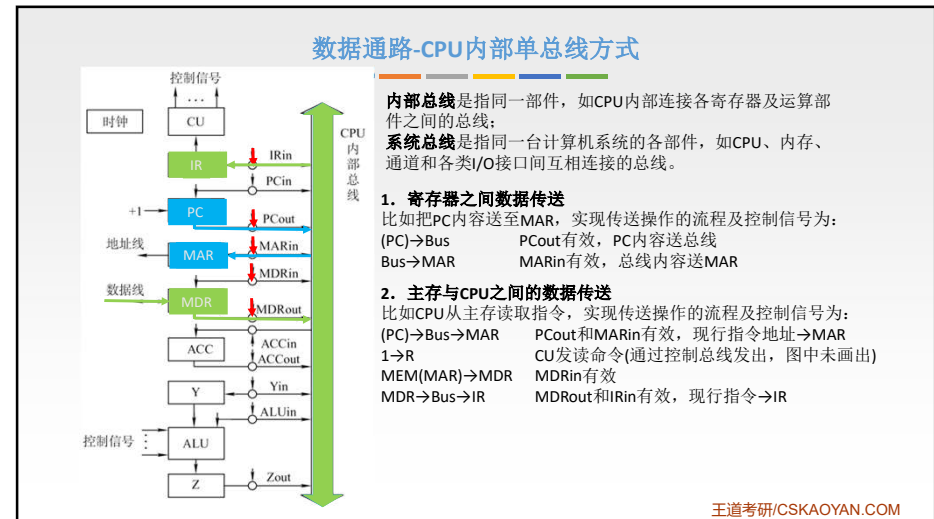 数据通路-CPU内部单总线方式
控制信号
...
时钟
CU
CPU内部总线
IR
IRin
PCin
+1
PC
PCout
地址线
MAR
MARin
MDRin
数据线
MDR
MDRout
ACC
ACCin
ACCout
Y
Yin
ALUin
控制信号
ALU
Z
Zout
内部总线是指同一部件，如CPU内部连接各寄存器及运算部
件之间的总线；
系统总线是指同一台计算机系统的各部件，如CPU、内存、
通道和各类I/O接口间互相连接的总线。
1．寄存器之间数据传送
比如把PC内容送至MAR，实现传送操作的流程及控制信号为：
(PC)→Bus PCout有效，PC内容送总线
Bus→MAR MARin有效，总线内容送MAR
2．主存与CPU之间的数据传送
比如CPU从主存读取指令，实现传送操作的流程及控制信号为：
(PC)→Bus→MAR PCout和MARin有效，现行指令地址→MAR
1→R CU发读命令(通过控制总线发出，图中未画出)
MEM(MAR)→MDR MDRin有效
MDR→Bus→IR MDRout和IRin有效，现行指令→IR
王道考研/CSKAOYAN.COM